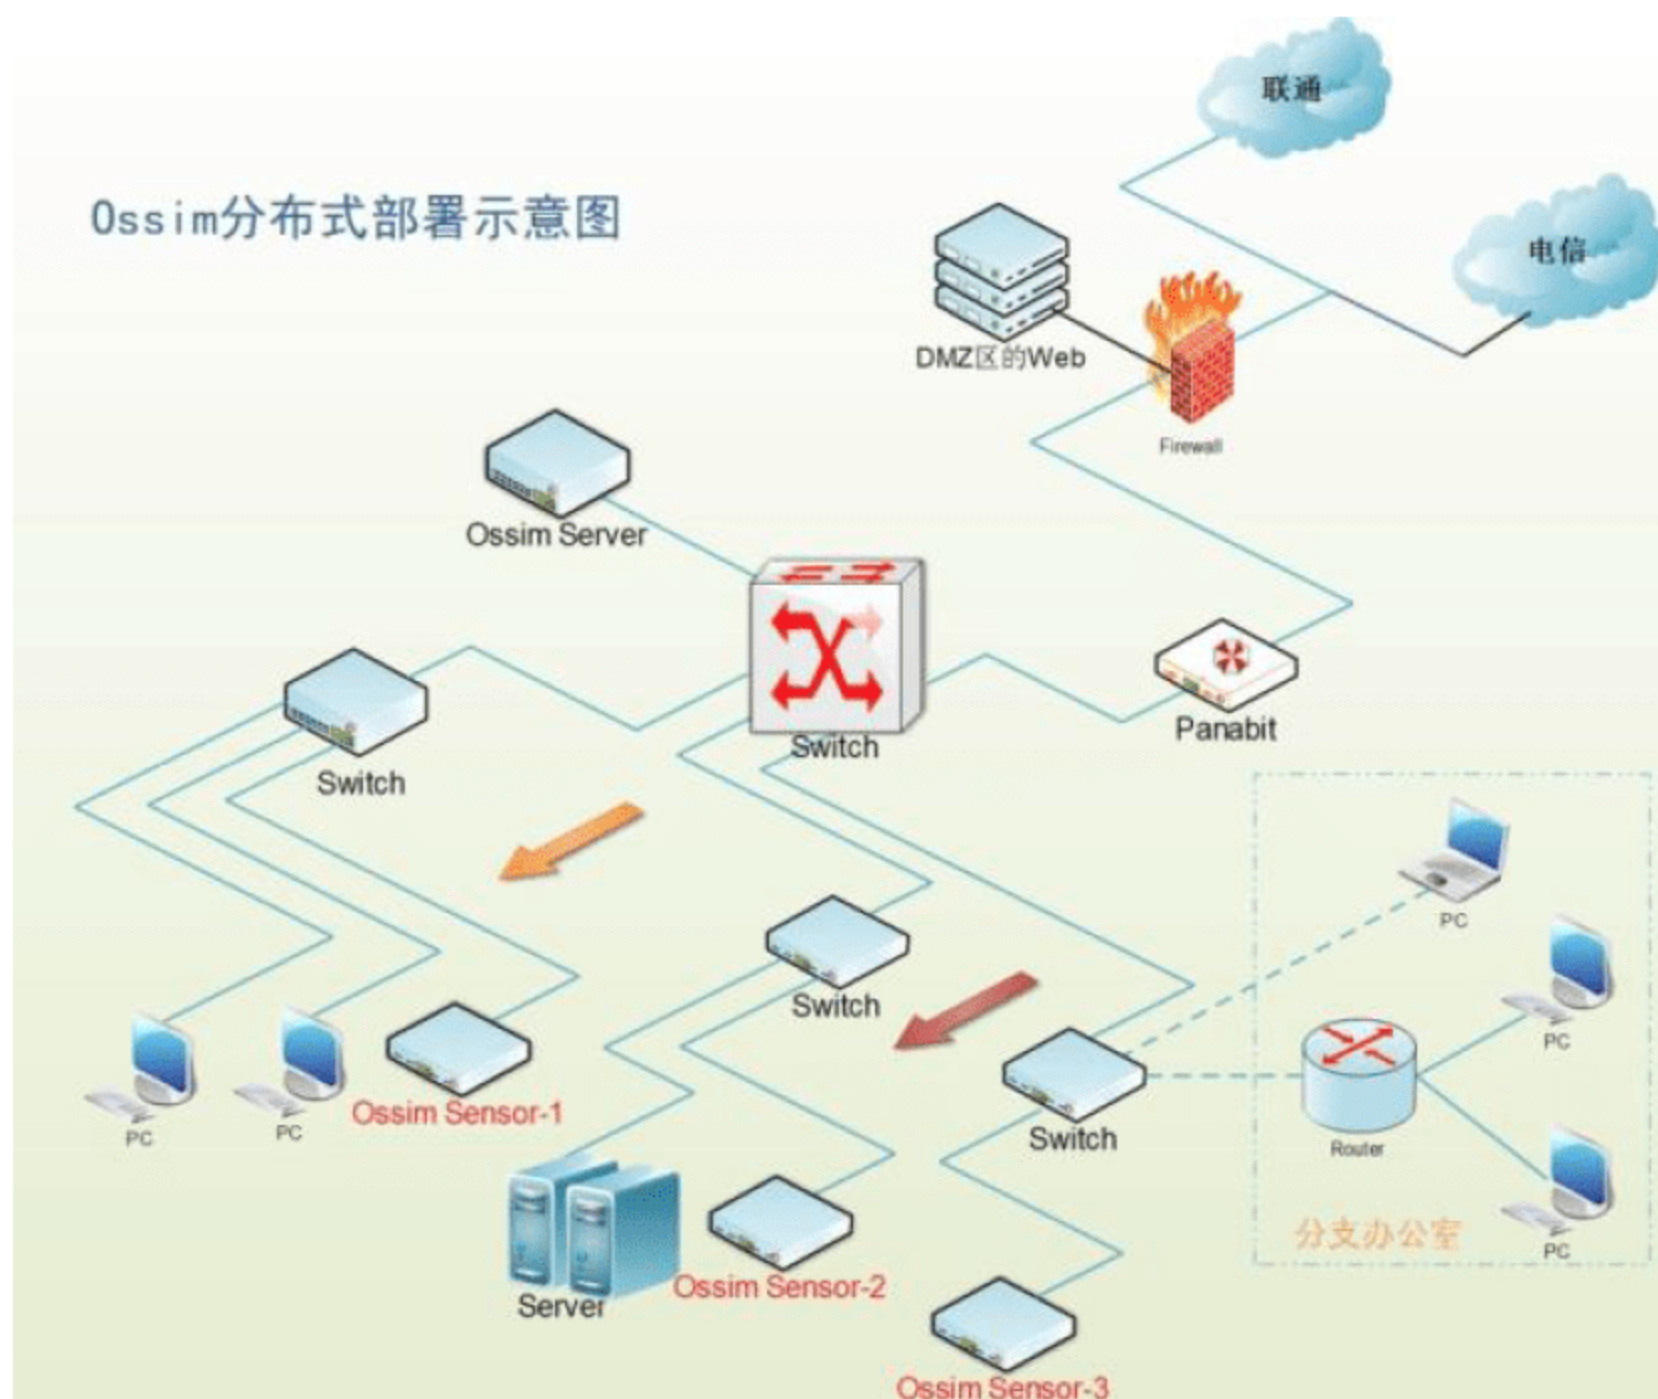 联通
Ossim分布式部署示意图
电信
DMZ区的Web
Firewall
Ossim Server
Switch
Panabit
Switch
PC
Switch
PC
Ossim Sensor-1
PC
PC
Switch
Router
分支办公室
PC
Server
Ossim Sensor-2
Ossim Sensor-3